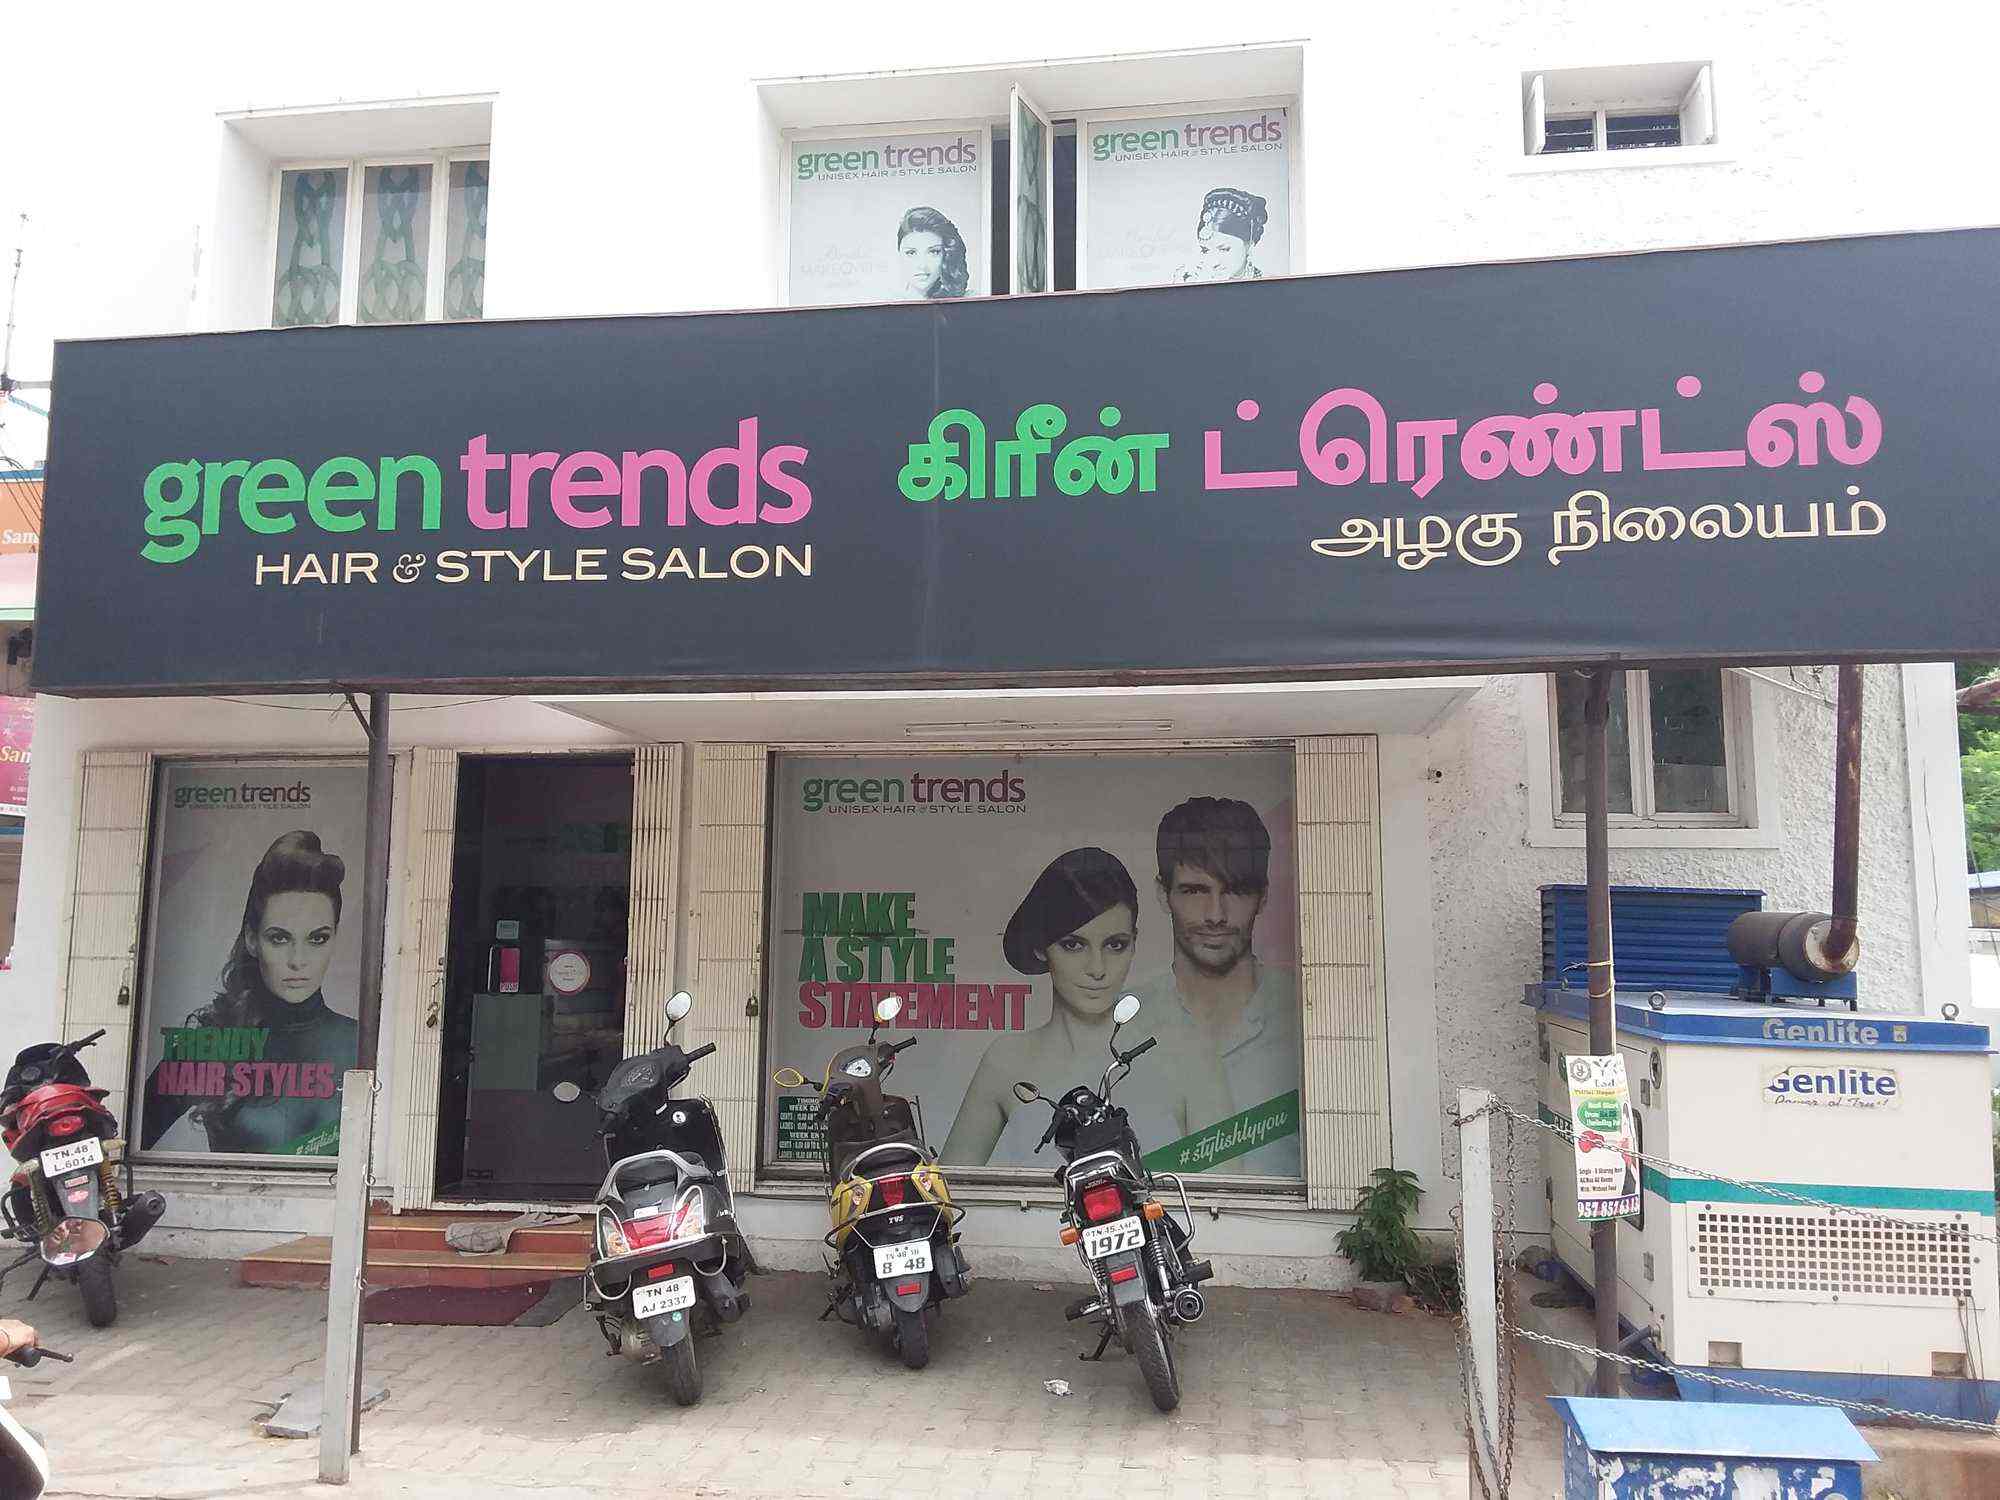 green trends
UNISEX HAIR & STYLE SALON
green trends
UNISEX HAIR & STYLE SALON
green trends
HAIR & STYLE SALON
கிரீன் ட்ரெண்ட்ஸ்
அழகு நிலையம்
green trends
UNISEX HAIR & STYLE SALON
TRENDY
HAIR STYLES
#stylish
PUSH
green trends
UNISEX HAIR & STYLE SALON
MAKE
A STYLE
STATEMENT
#stylishlyyou
Genlite
Genlite
TN.48
L.6014
TN 48
AJ 2337
TVS
8 48
1972